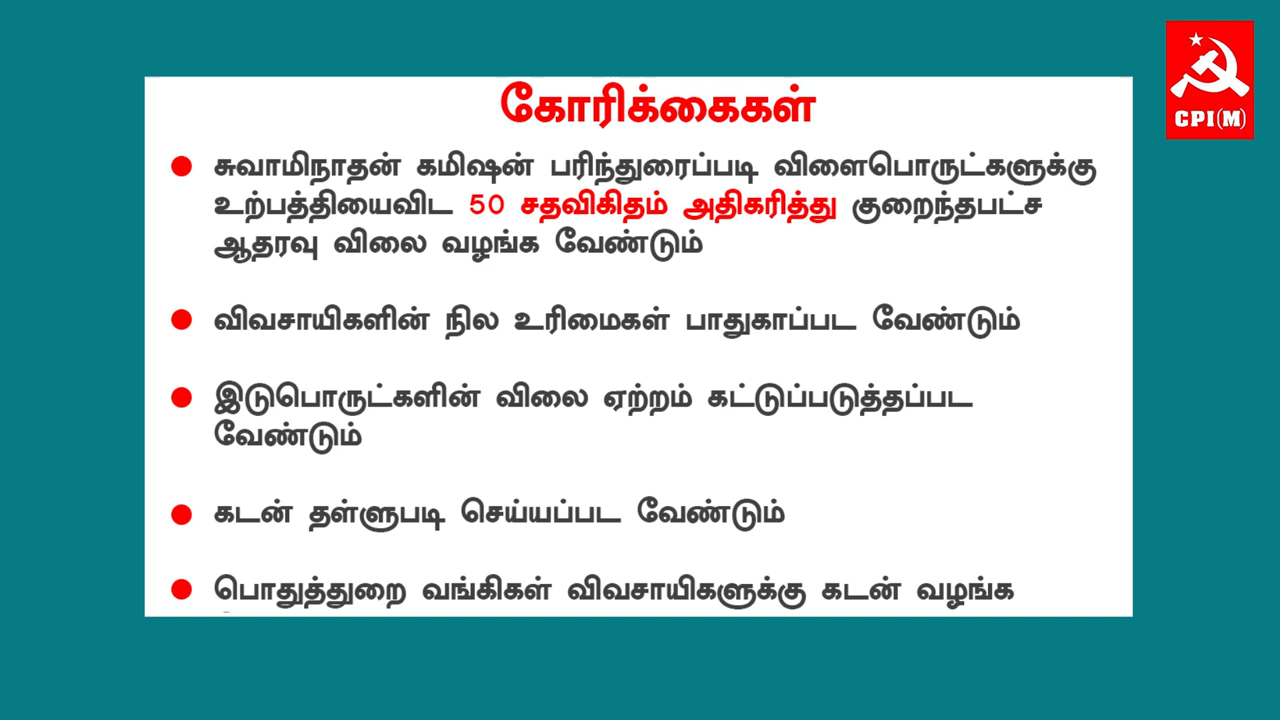 CPI(M)
கோரிக்கைகள்
சுவாமிநாதன் கமிஷன் பரிந்துரைப்படி விளைபொருட்களுக்கு
உற்பத்தியைவிட 50 சதவிகிதம் அதிகரித்து குறைந்தபட்ச
ஆதரவு விலை வழங்க வேண்டும்
விவசாயிகளின் நில உரிமைகள் பாதுகாப்பட வேண்டும்
இடுபொருட்களின் விலை ஏற்றம் கட்டுப்படுத்தப்பட
வேண்டும்
கடன் தள்ளுபடி செய்யப்பட வேண்டும்
பொதுத்துறை வங்கிகள் விவசாயிகளுக்கு கடன் வழங்க